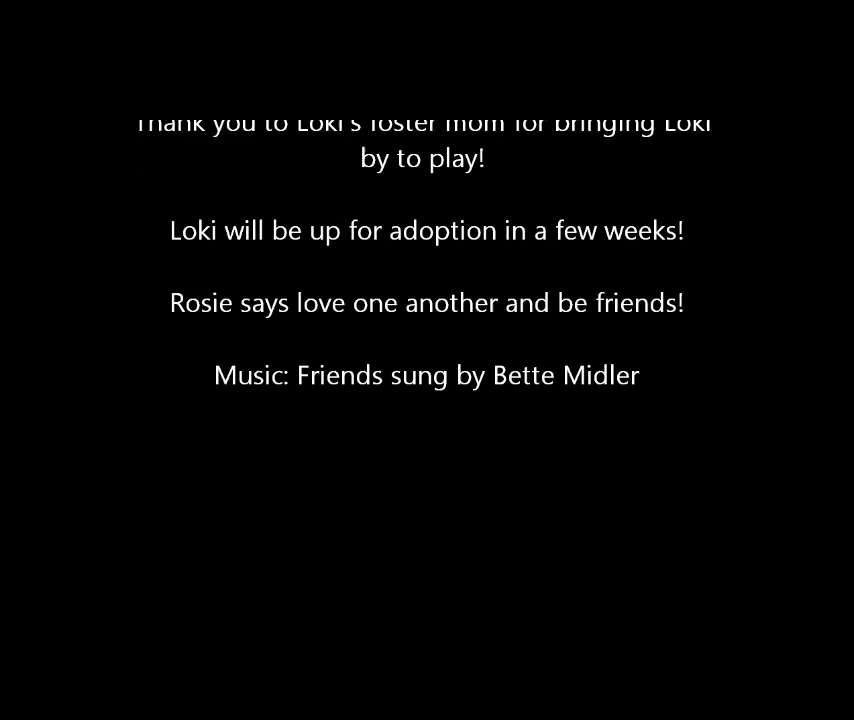 Thank you to Loki's foster mom for bringing Loki
by to play!
Loki will be up for adoption in a few weeks!
Rosie says love one another and be friends!
Music: Friends sung by Bette Midler